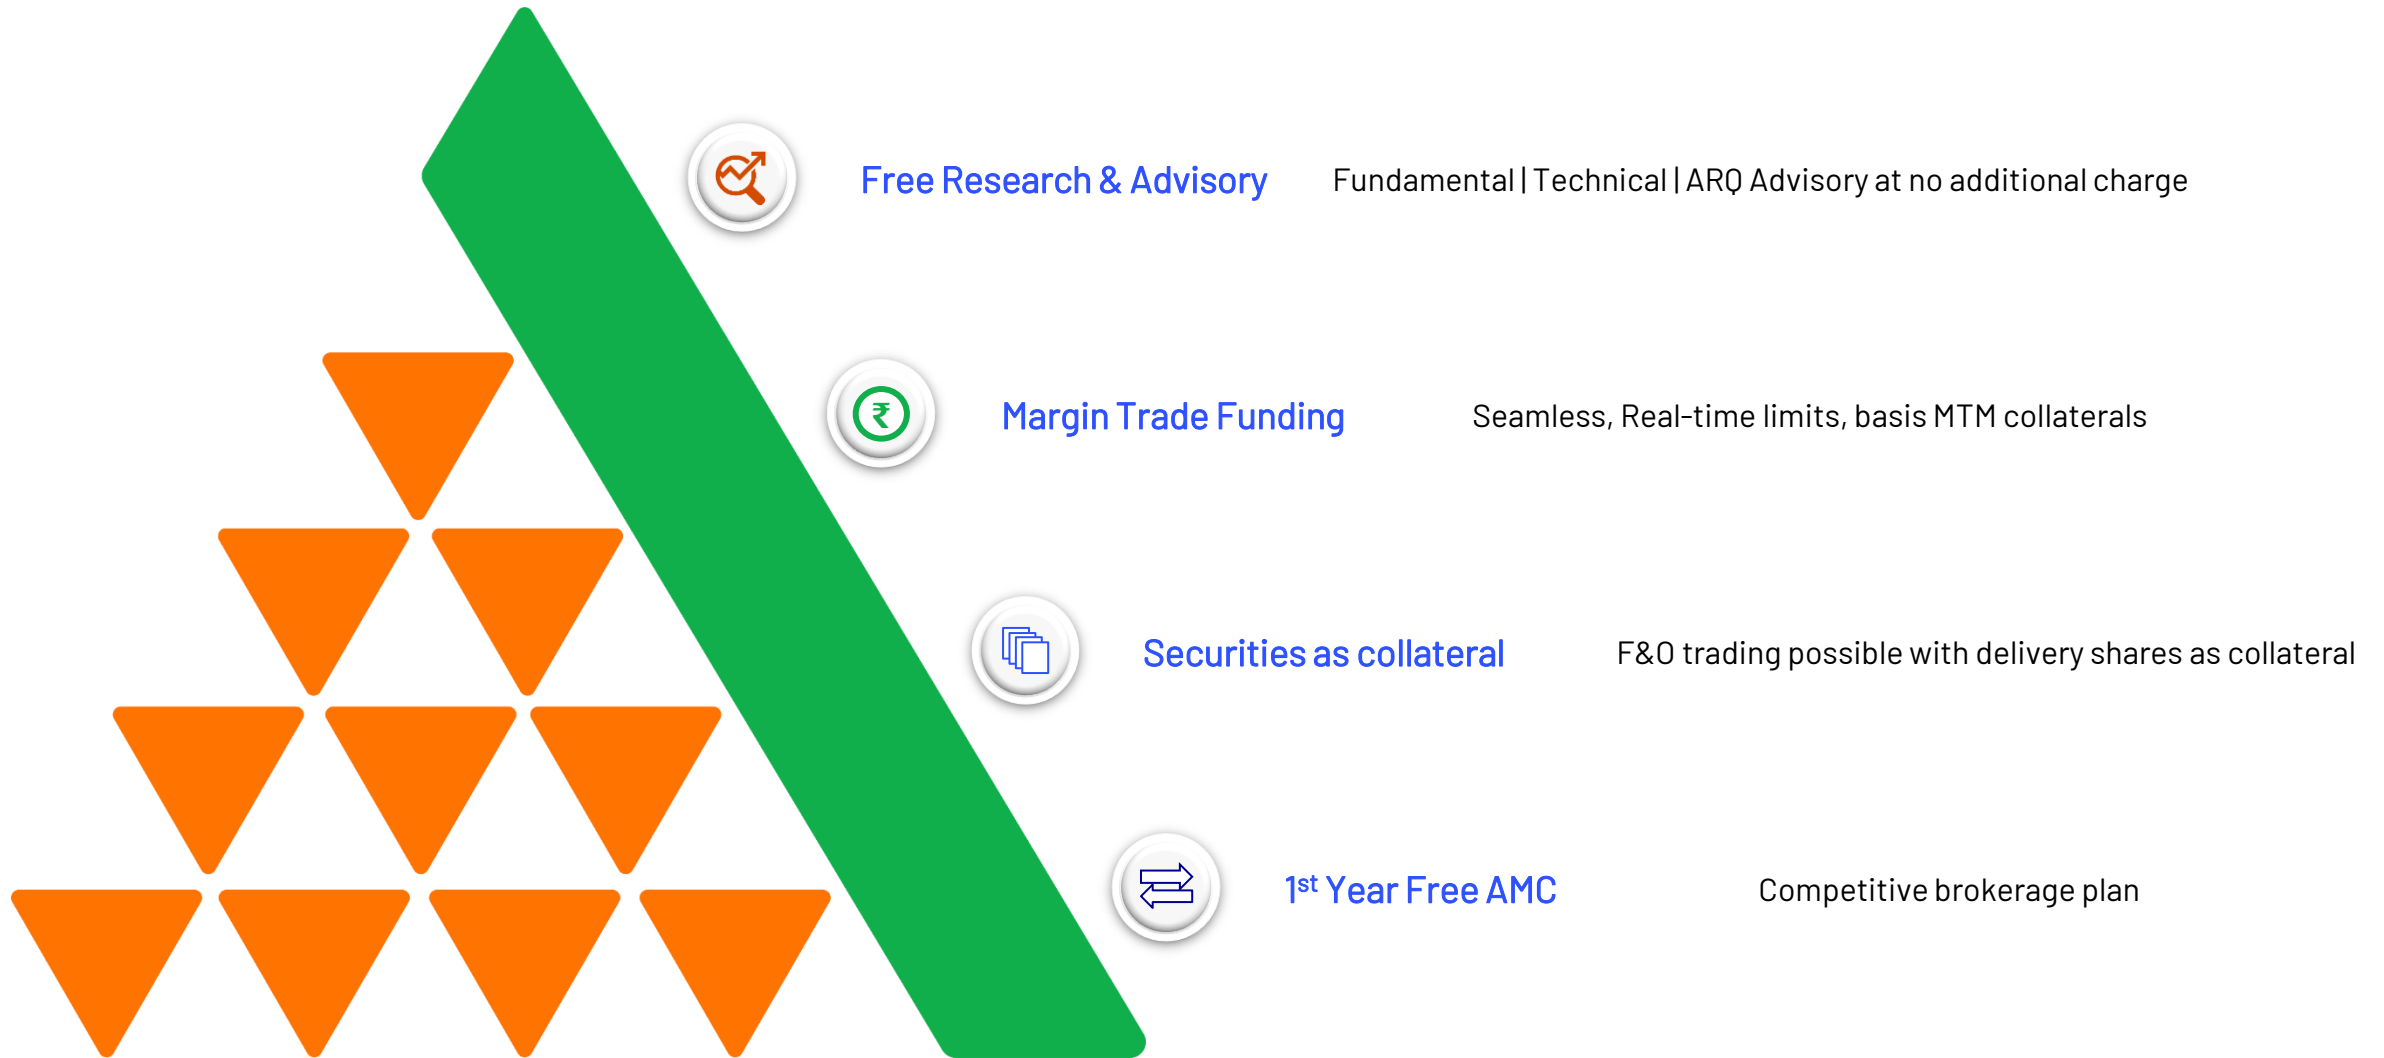 Free Research & Advisory Fundamental | Technical | ARQ Advisory at no additional charge
₹
Margin Trade Funding Seamless, Real-time limits, basis MTM collaterals
Securities as collateral F&O trading possible with delivery shares as collateral
1st Year Free AMC Competitive brokerage plan